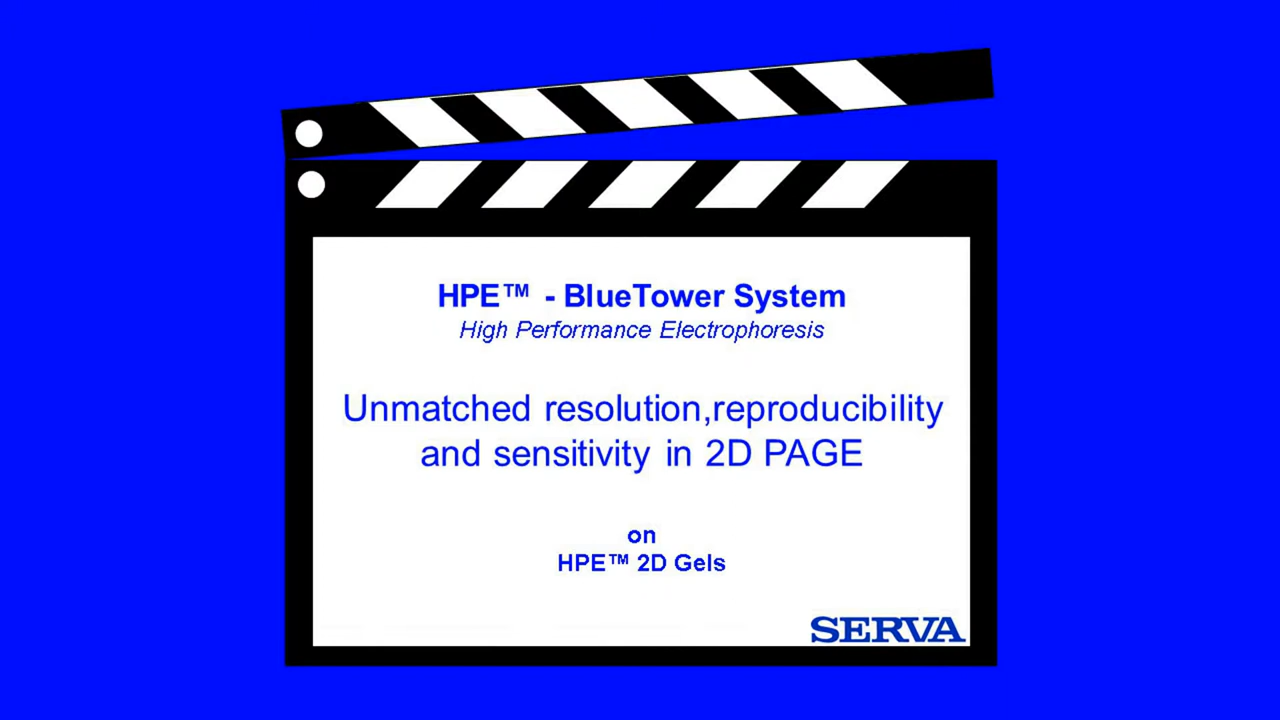 HPE™ - BlueTower System
High Performance Electrophoresis
Unmatched resolution,reproducibility
and sensitivity in 2D PAGE
on
HPE™ 2D Gels
SERVA